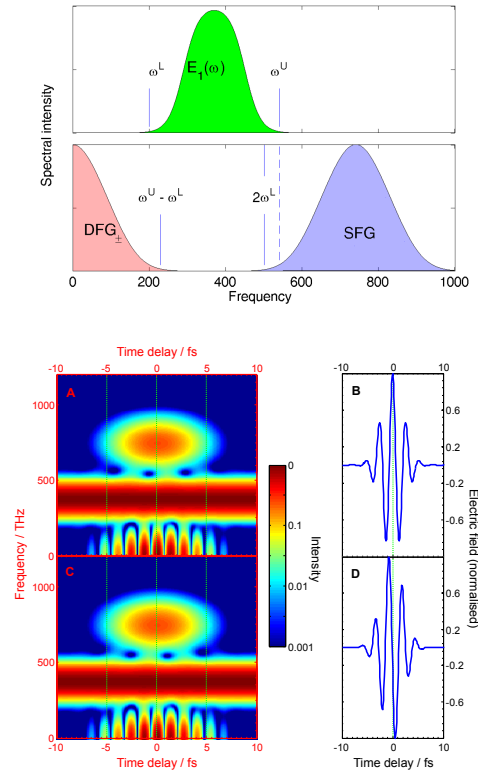 ω^L
E_1(ω)
ω^U
Spectral intensity
ω^U - ω^L
2ω^L
DFG_±
SFG
0 200 400 600 800 1000
Frequency
Time delay / fs
-10 -5 0 5 10
-10 0 10
A
B
1000
500
0
0.6
0.2
-0.2
-0.6
0
0.1
0.01
0.001
Intensity
Frequency / THz
Electric field (normalised)
C
D
1000
750
500
0
0.6
0.2
-0.2
-0.6
-10 -5 0 5 10
-10 0 10
Time delay / fs
Time delay / fs